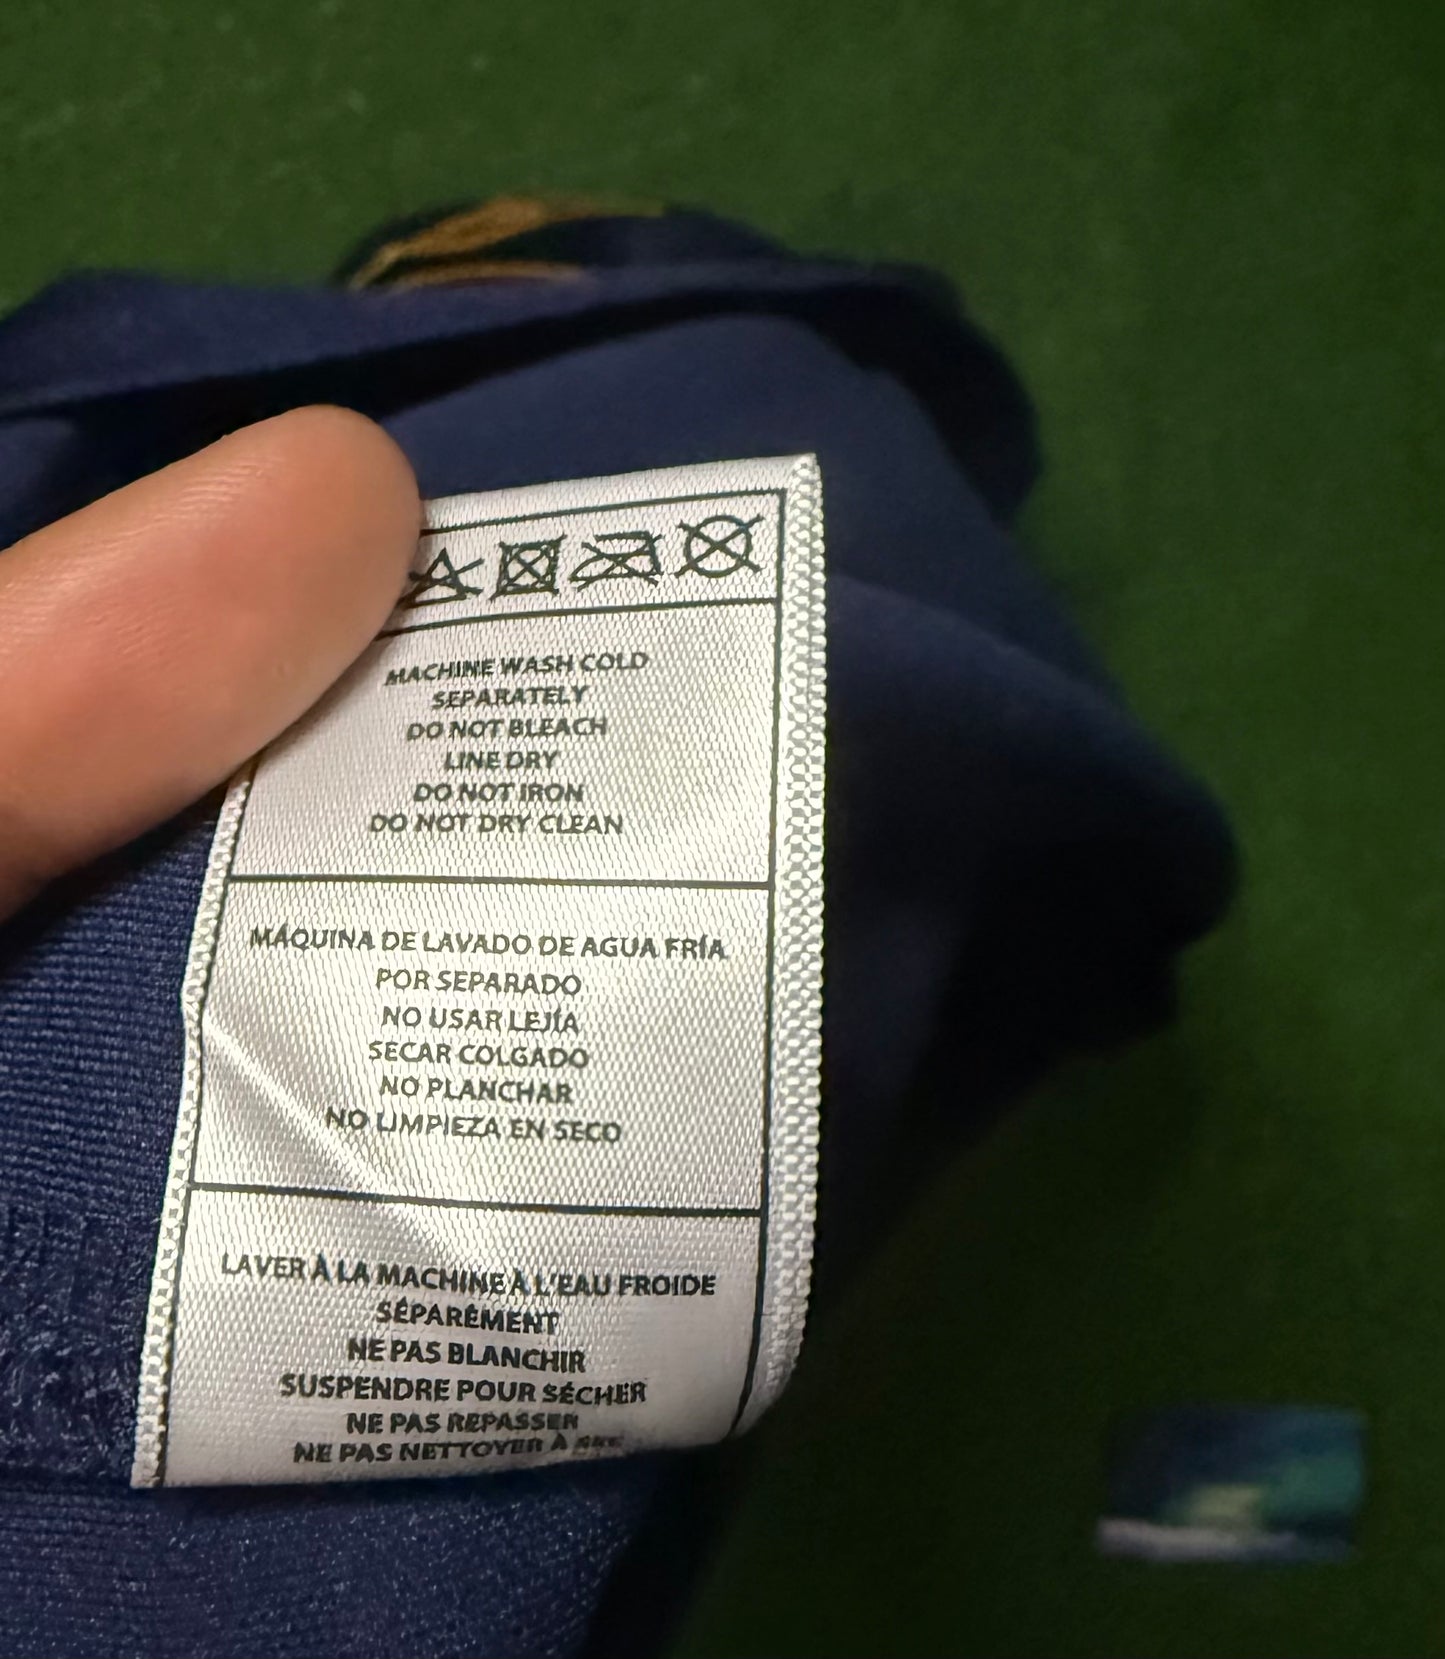 MACHINE WASH COLD
SEPARATELY
DO NOT BLEACH
LINE DRY
DO NOT IRON
DO NOT DRY CLEAN
MÁQUINA DE LAVADO DE AGUA FRÍA
POR SEPARADO
NO USAR LEJÍA
SECAR COLGADO
NO PLANCHAR
NO LIMPIEZA EN SECO
LAVER À LA MACHINE À L'EAU FROIDE
SÉPARÉMENT
NE PAS BLANCHIR
SUSPENDRE POUR SÉCHER
NE PAS REPASSER
NE PAS NETTOYER À